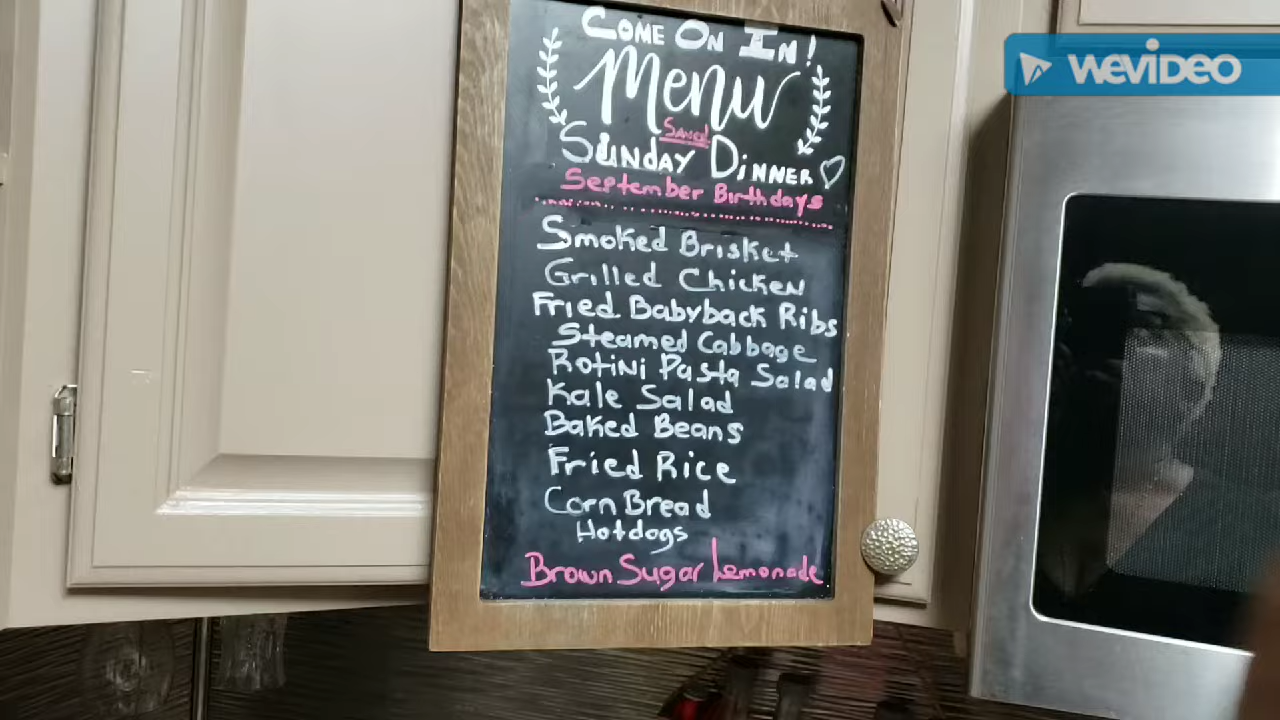 COME ON IN!
WEVIDEO
Menu
SUNDAY DINNER
September Birthdays
Smoked Brisket
Grilled Chicken
Fried Babyback Ribs
Steamed Cabbage
Rotini Pasta Salad
Kale Salad
Baked Beans
Fried Rice
Corn Bread
Hotdogs
Brown Sugar Lemonade